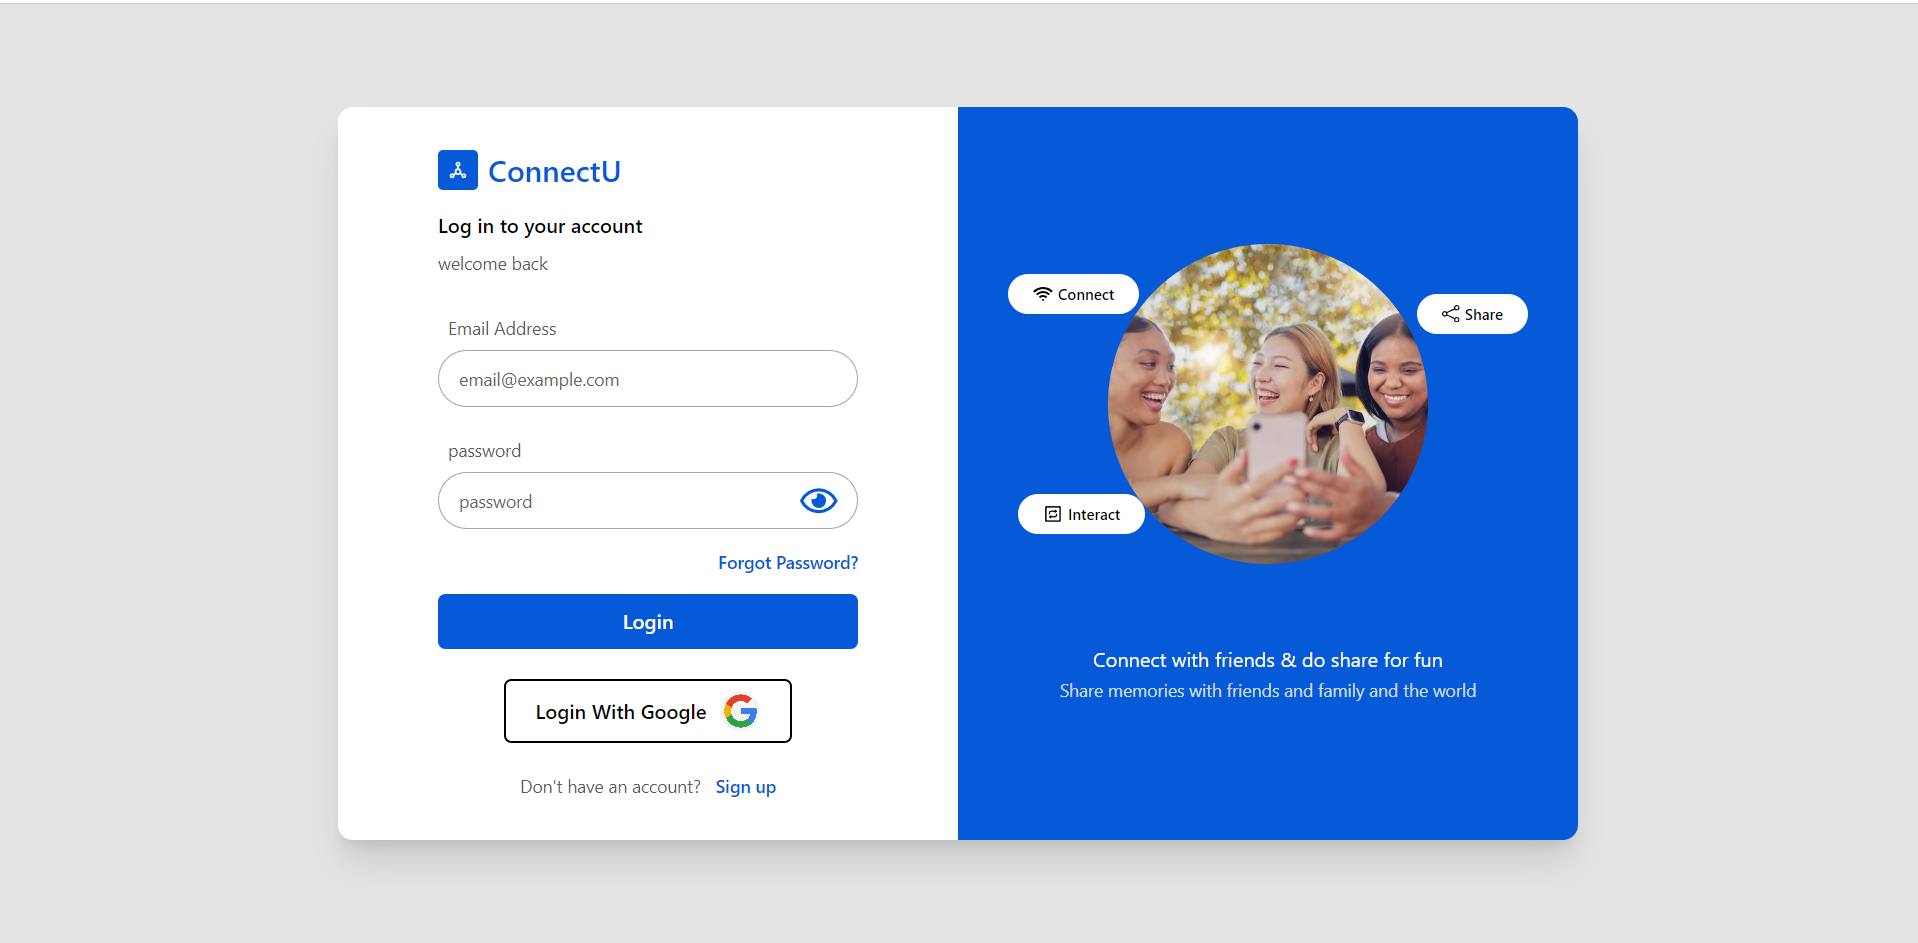 ConnectU
Log in to your account
welcome back
Email Address
email@example.com
password
password
Forgot Password?
Login
Login With Google
Don't have an account? Sign up
Connect
Share
Interact
Connect with friends & do share for fun
Share memories with friends and family and the world